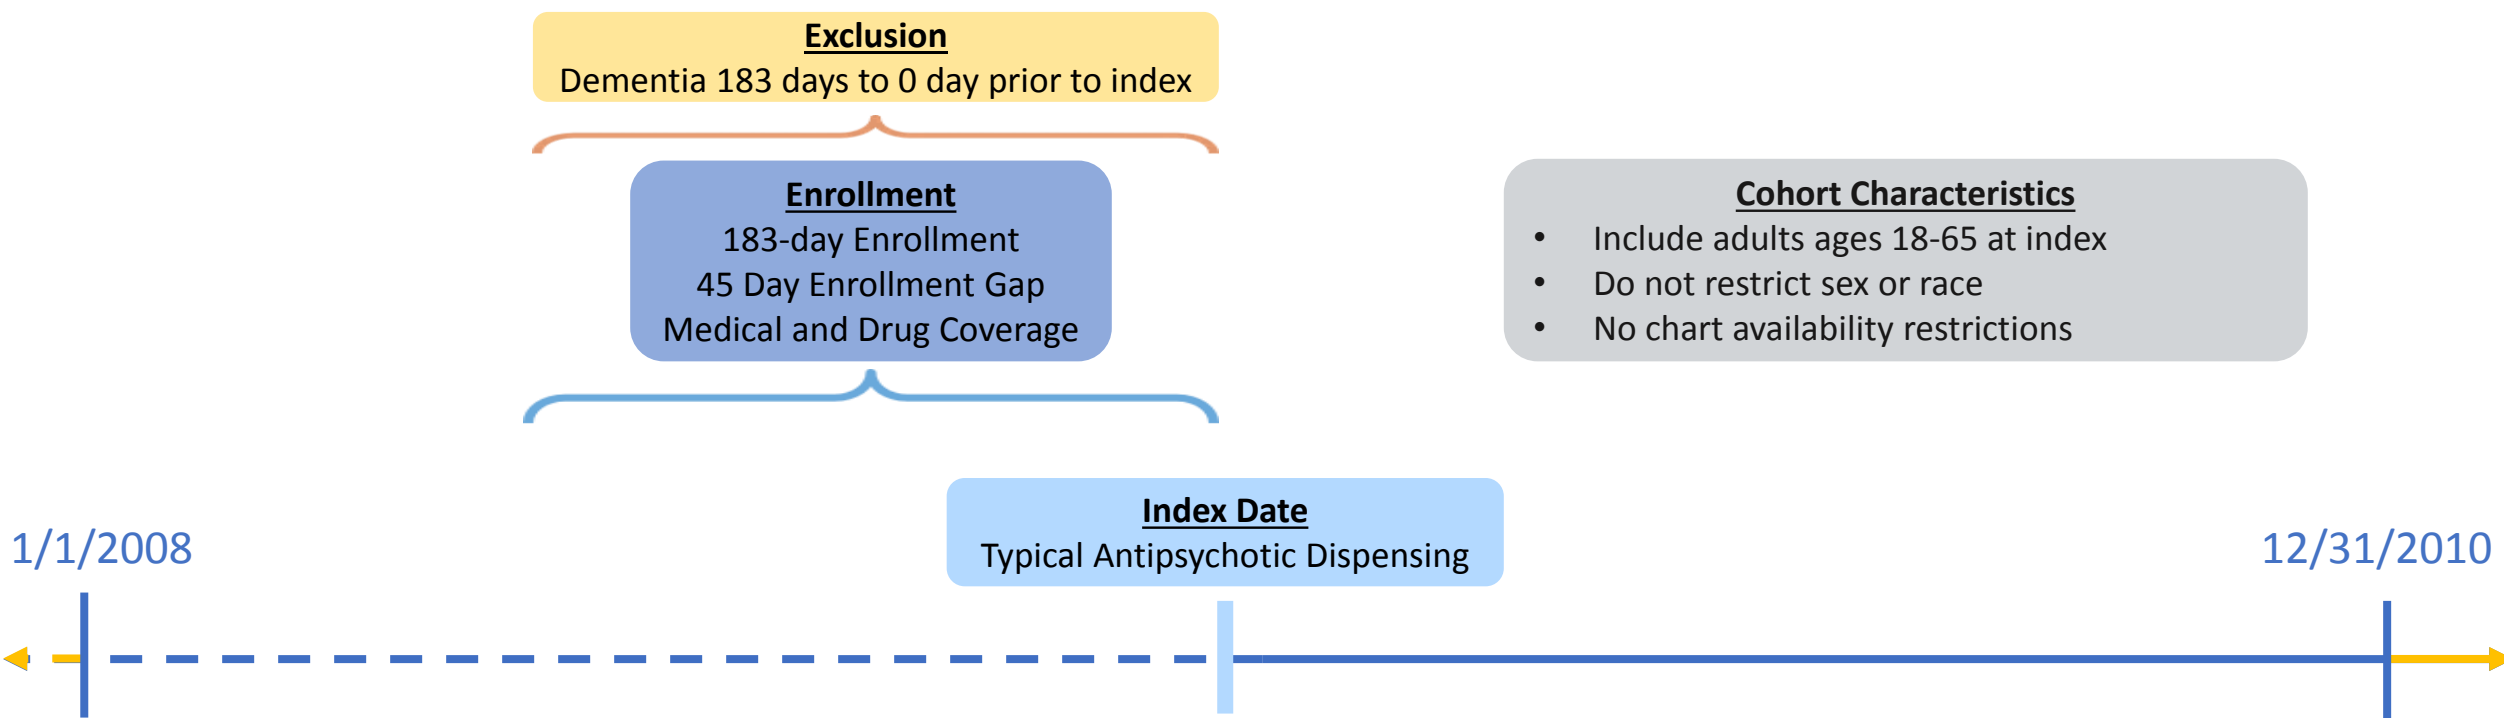 Exclusion
Dementia 183 days to 0 day prior to index
Enrollment
183-day Enrollment
45 Day Enrollment Gap
Medical and Drug Coverage
Cohort Characteristics
• Include adults ages 18-65 at index
• Do not restrict sex or race
• No chart availability restrictions
Index Date
Typical Antipsychotic Dispensing
1/1/2008
12/31/2010